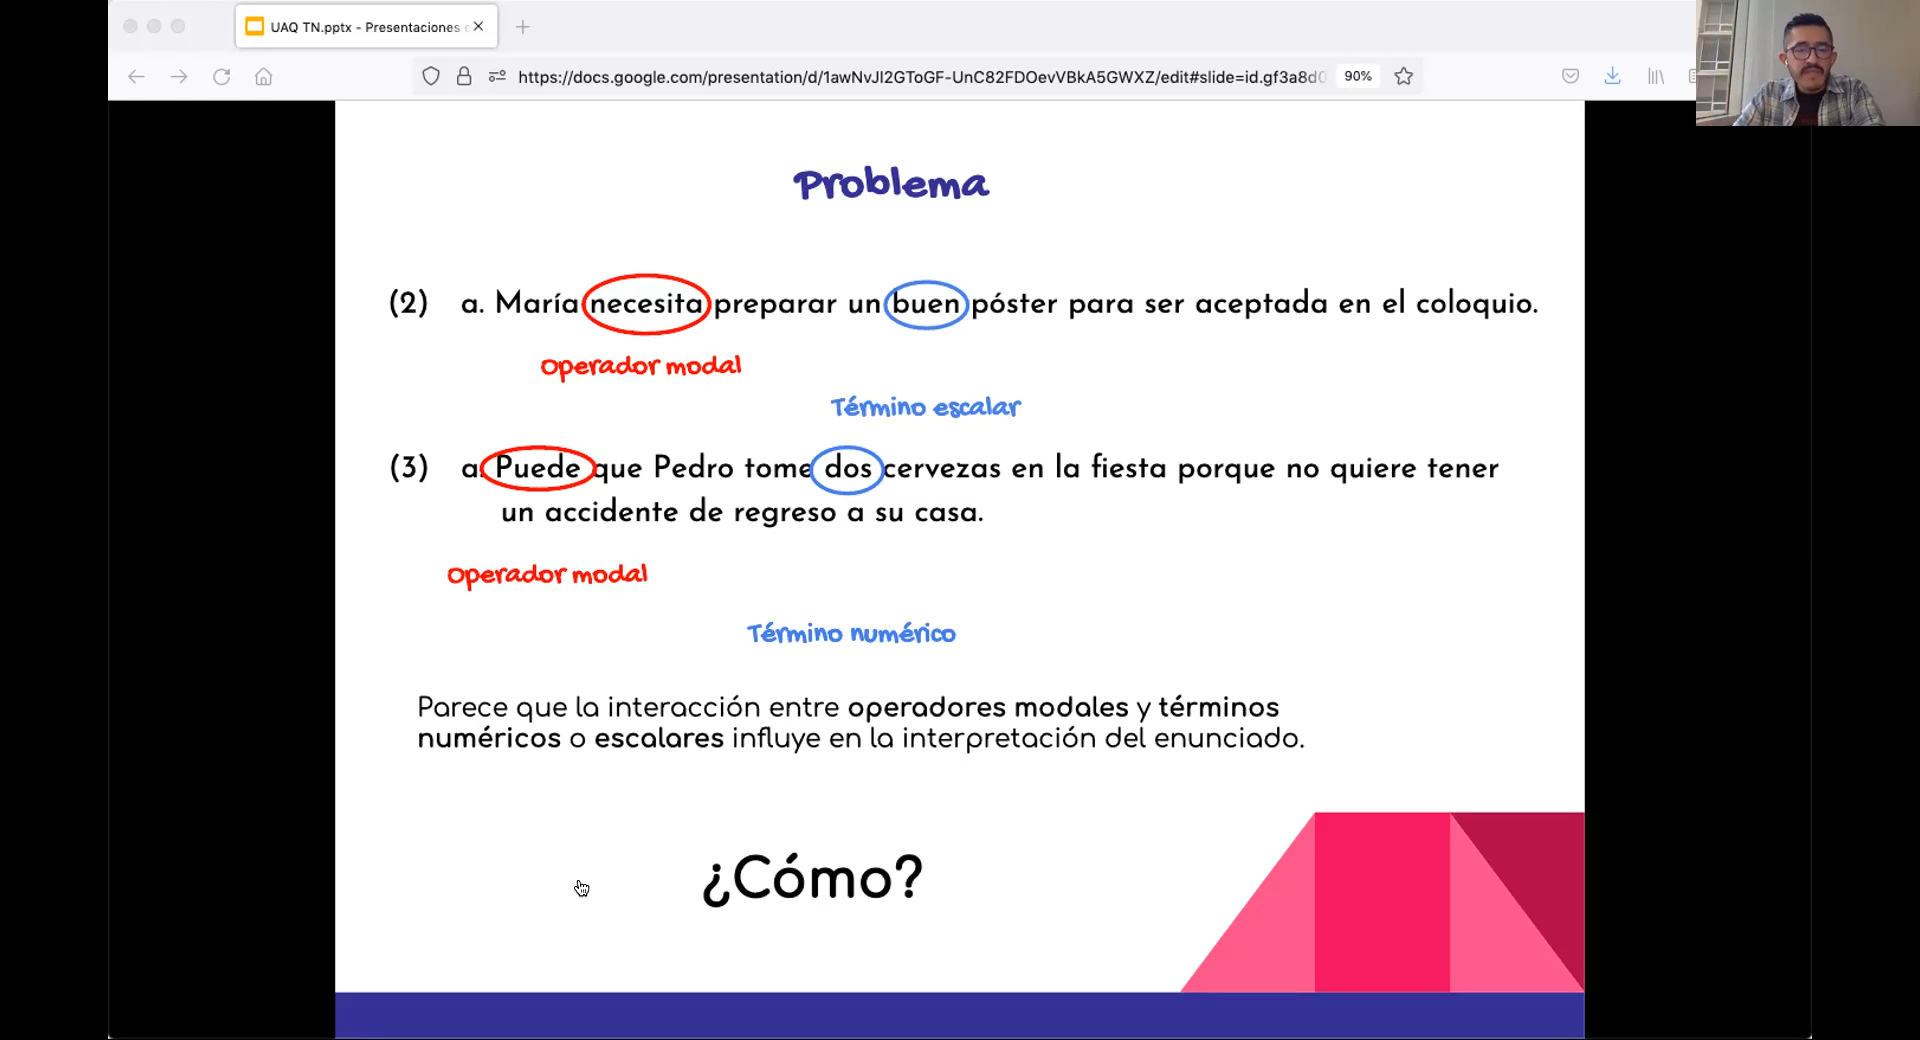 UAQ TN.pptx - Presentaciones
https://docs.google.com/presentation/d/1awNvJI2GToGF-UnC82FDOevVBkA5GWXZ/edit#slide=id.gf3a8d0
90%
Problema
(2) a. María necesita preparar un buen póster para ser aceptada en el coloquio.
Operador modal
Término escalar
(3) a. Puede que Pedro tome dos cervezas en la fiesta porque no quiere tener
un accidente de regreso a su casa.
Operador modal
Término numérico
Parece que la interacción entre operadores modales y términos
numéricos o escalares influye en la interpretación del enunciado.
¿Cómo?